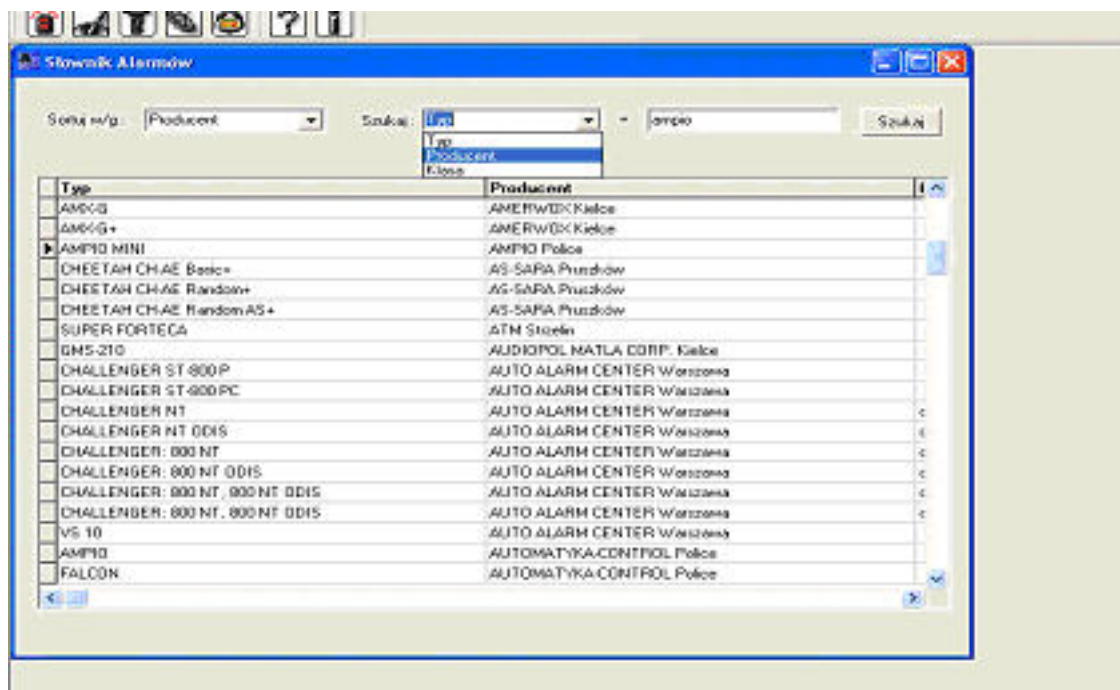 Słownik Alarmów
Sortuj w/g: Producent Szukaj: Typ = ampio Szukaj
Typ
Producent
Klasa
Typ Producent
AMX-G AMERWOX Kielce
AMX-G+ AMERWOX Kielce
AMPIO MINI AMPIO Police
CHEETAH CH-AE Basic+ AS-SARA Pruszków
CHEETAH CH-AE Random+ AS-SARA Pruszków
CHEETAH CH-AE Random AS+ AS-SARA Pruszków
SUPER FORTECA ATM Strzelin
GMS-210 AUDIOPOL MATLA CORP. Kielce
CHALLENGER ST-800 P AUTO ALARM CENTER Warszawa
CHALLENGER ST-800 PC AUTO ALARM CENTER Warszawa
CHALLENGER NT AUTO ALARM CENTER Warszawa
CHALLENGER NT ODIS AUTO ALARM CENTER Warszawa
CHALLENGER: 800 NT AUTO ALARM CENTER Warszawa
CHALLENGER: 800 NT ODIS AUTO ALARM CENTER Warszawa
CHALLENGER: 800 NT, 800 NT ODIS AUTO ALARM CENTER Warszawa
CHALLENGER: 800 NT, 800 NT ODIS AUTO ALARM CENTER Warszawa
VS 10 AUTO ALARM CENTER Warszawa
AMPIO AUTOMATYKA-CONTROL Police
FALCON AUTOMATYKA-CONTROL Police